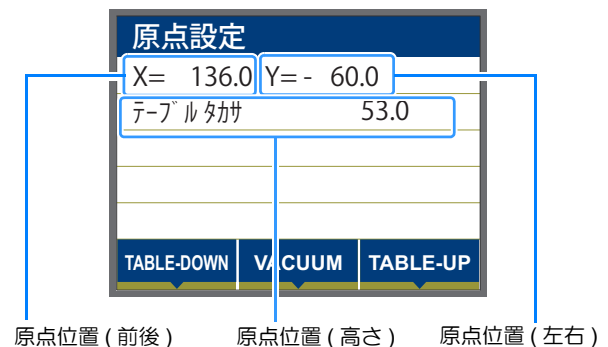 原点設定
X= 136.0 Y= - 60.0
ﾃｰﾌﾞﾙ ﾀｶｻ 53.0
TABLE-DOWN VACUUM TABLE-UP
原点位置 ( 前後 ) 原点位置 ( 高さ ) 原点位置 ( 左右 )